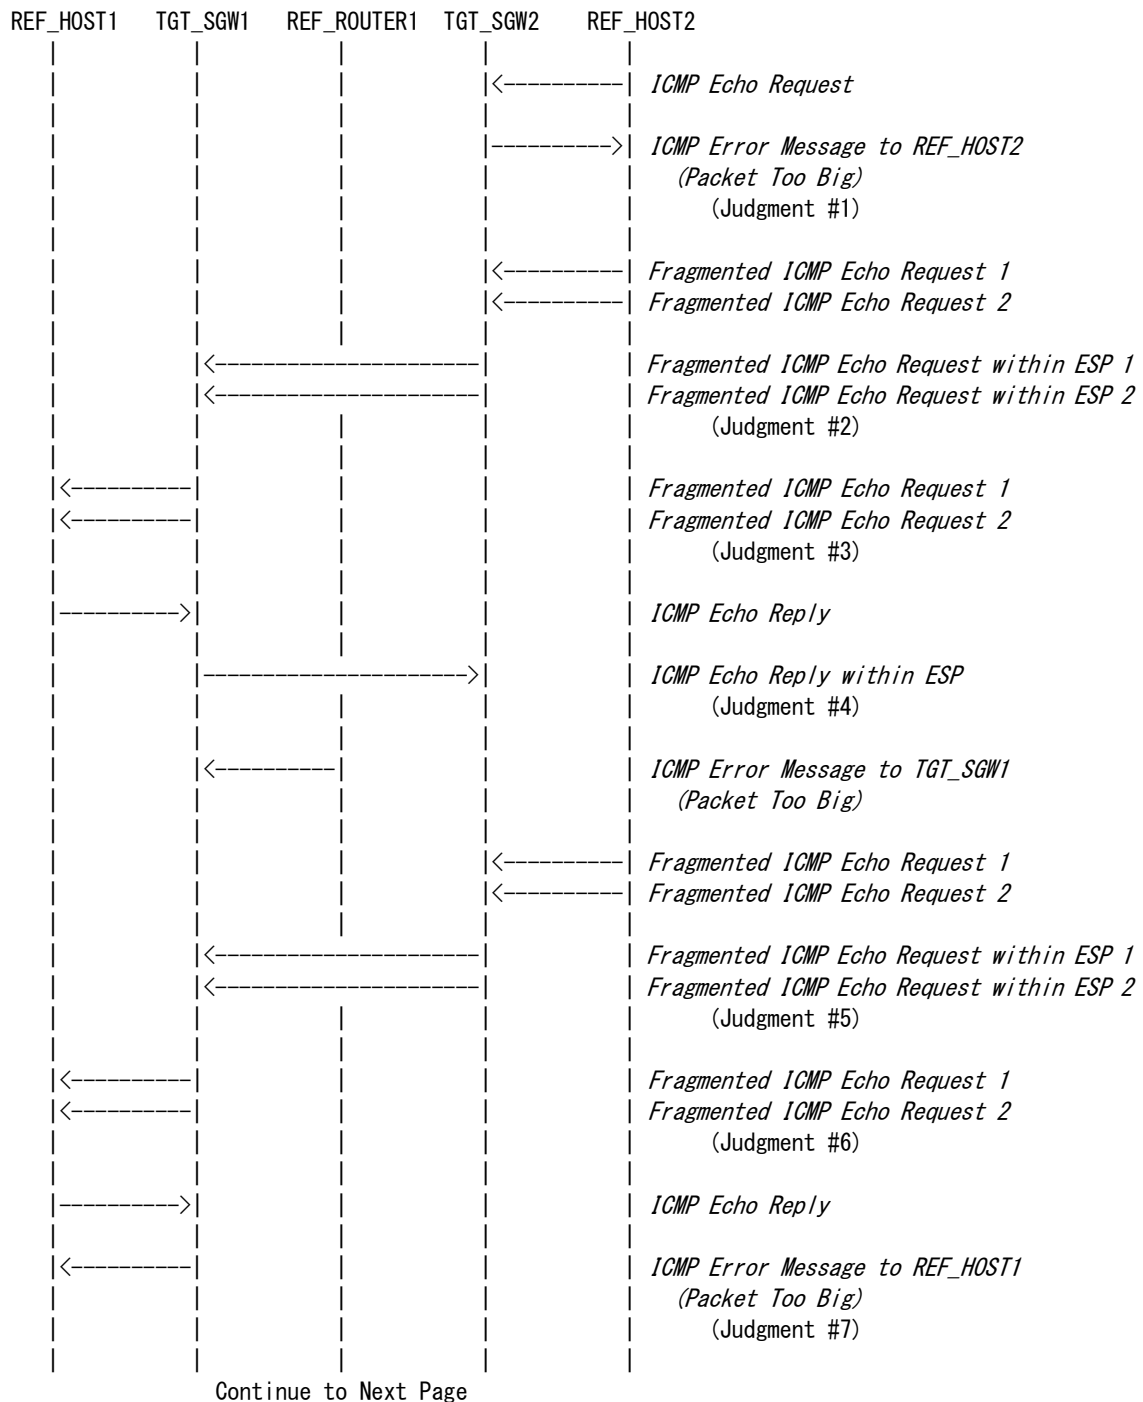 REF_HOST1 TGT_SGW1 REF_ROUTER1 TGT_SGW2 REF_HOST2
ICMP Echo Request
ICMP Error Message to REF_HOST2
(Packet Too Big)
(Judgment #1)
Fragmented ICMP Echo Request 1
Fragmented ICMP Echo Request 2
Fragmented ICMP Echo Request within ESP 1
Fragmented ICMP Echo Request within ESP 2
(Judgment #2)
Fragmented ICMP Echo Request 1
Fragmented ICMP Echo Request 2
(Judgment #3)
ICMP Echo Reply
ICMP Echo Reply within ESP
(Judgment #4)
ICMP Error Message to TGT_SGW1
(Packet Too Big)
Fragmented ICMP Echo Request 1
Fragmented ICMP Echo Request 2
Fragmented ICMP Echo Request within ESP 1
Fragmented ICMP Echo Request within ESP 2
(Judgment #5)
Fragmented ICMP Echo Request 1
Fragmented ICMP Echo Request 2
(Judgment #6)
ICMP Echo Reply
ICMP Error Message to REF_HOST1
(Packet Too Big)
(Judgment #7)
Continue to Next Page